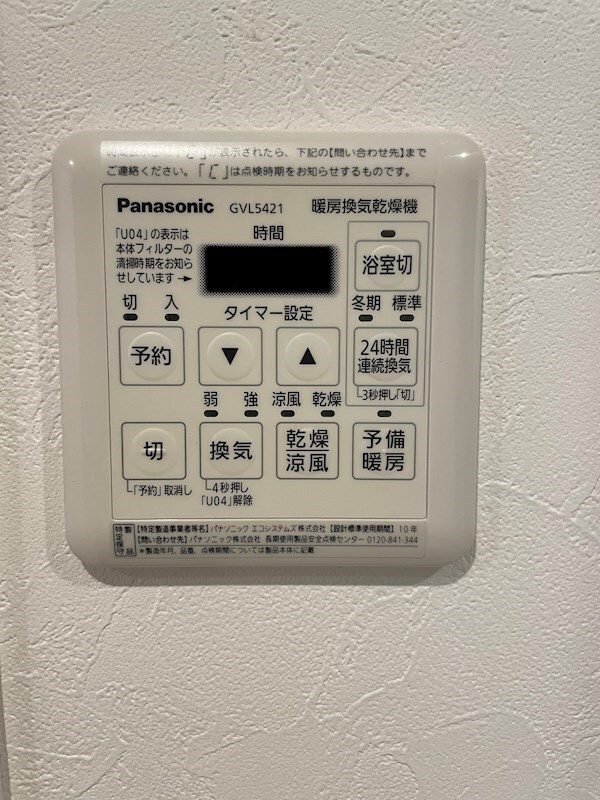 が表示されたら、下記の【問い合わせ先】まで
ご連絡ください。「 」は点検時期をお知らせするものです。
Panasonic GVL5421 暖房換気乾燥機
「U04」の表示は
本体フィルターの
清掃時期をお知ら
せしています→
時間
浴室切
切 入
タイマー設定
冬期 標準
予約 ▼ ▲
24時間
連続換気
3秒押し「切」
弱 強 涼風 乾燥
切 換気
乾燥
涼風
予備
暖房
「予約」取消し
4秒押し
「U04」解除
特定保守製品
【特定製造事業者等名】パナソニック エコシステムズ株式会社 【設計標準使用期間】10年
【問い合わせ先】パナソニック株式会社 長期使用製品安全点検センター 0120-841-344
＊製造年月、品番、点検期間については製品本体に記載